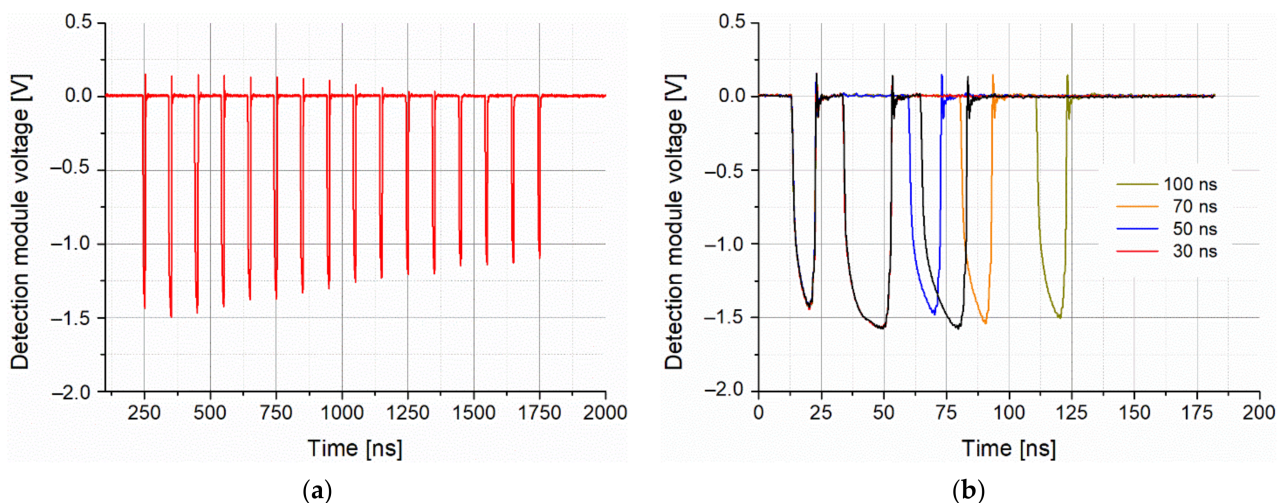 Detection module voltage [V]
0.5
0.0
−0.5
−1.0
−1.5
−2.0
250 500 750 1000 1250 1500 1750 2000
Time [ns]
(a)
Detection module voltage [V]
0.5
0.0
−0.5
−1.0
−1.5
−2.0
0 25 50 75 100 125 150 175 200
Time [ns]
100 ns
70 ns
50 ns
30 ns
(b)